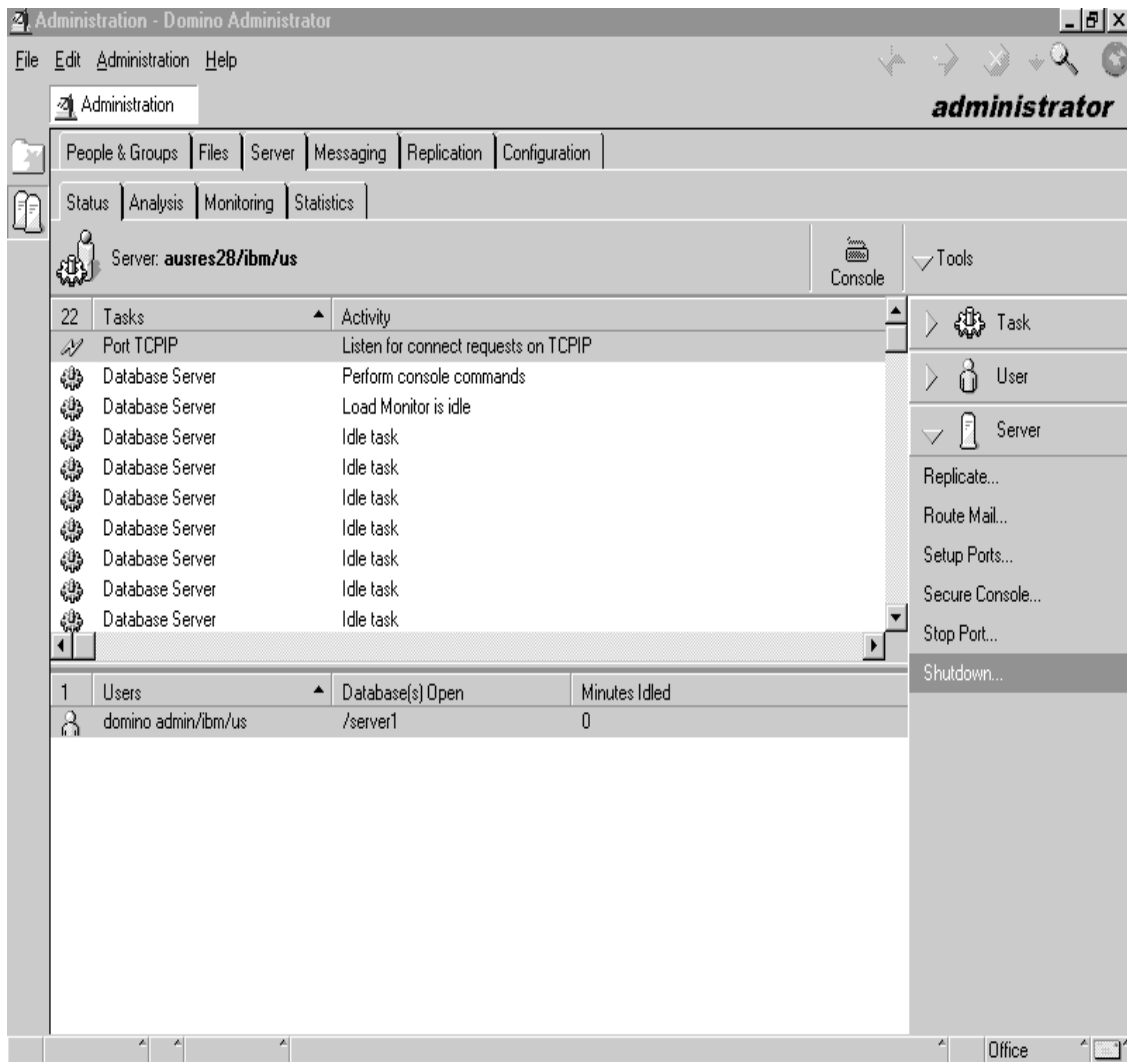 Administration - Domino Administrator
File Edit Administration Help
Administration
administrator
People & Groups Files Server Messaging Replication Configuration
Status Analysis Monitoring Statistics
Server: ausres28/ibm/us
Console
Tools
22 Tasks Activity
Port TCPIP Listen for connect requests on TCPIP
Database Server Perform console commands
Database Server Load Monitor is idle
Database Server Idle task
Database Server Idle task
Database Server Idle task
Database Server Idle task
Database Server Idle task
Database Server Idle task
Database Server Idle task
Task
User
Server
Replicate...
Route Mail...
Setup Ports...
Secure Console...
Stop Port...
Shutdown...
1 Users Database(s) Open Minutes Idled
domino admin/ibm/us /server1 0
Office